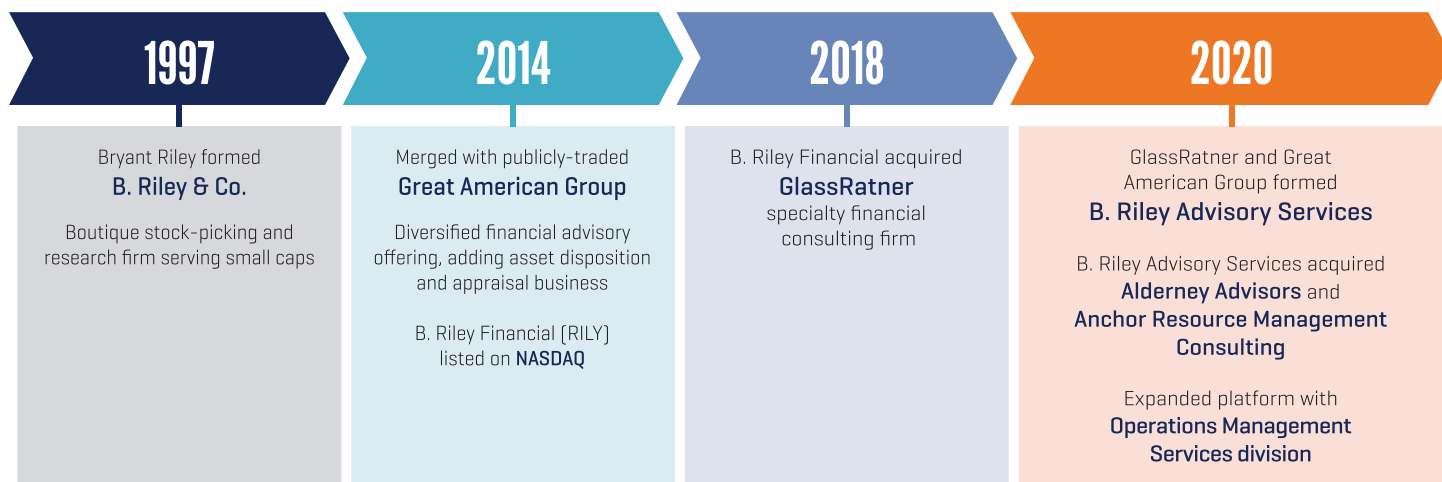 1997
Bryant Riley formed
B. Riley & Co.
Boutique stock-picking and
research firm serving small caps
2014
Merged with publicly-traded
Great American Group
Diversified financial advisory
offering, adding asset disposition
and appraisal business
B. Riley Financial (RILY)
listed on NASDAQ
2018
B. Riley Financial acquired
GlassRatner
specialty financial
consulting firm
2020
GlassRatner and Great
American Group formed
B. Riley Advisory Services
B. Riley Advisory Services acquired
Alderney Advisors and
Anchor Resource Management
Consulting
Expanded platform with
Operations Management
Services division